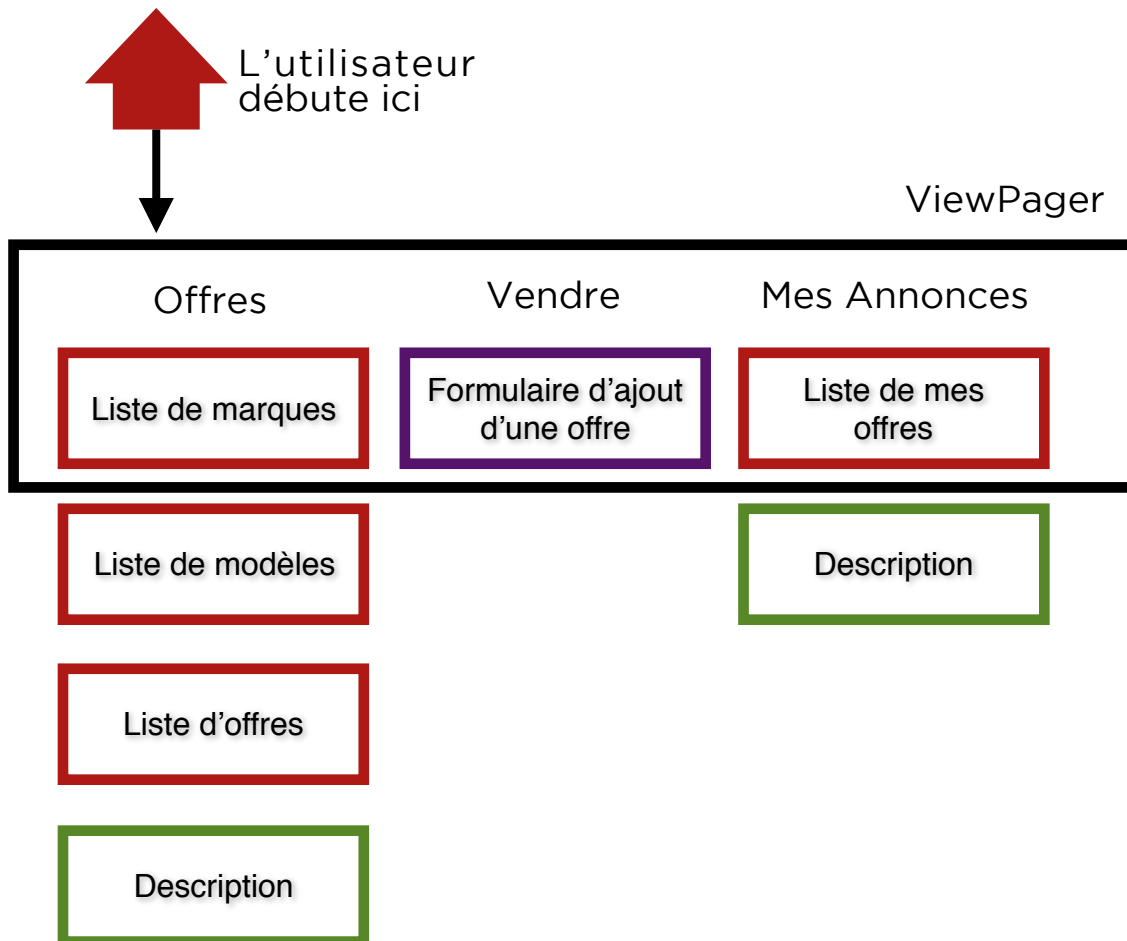 L’utilisateur
débute ici
ViewPager
Offres
Vendre
Mes Annonces
Liste de marques
Formulaire d’ajout
d’une offre
Liste de mes
offres
Liste de modèles
Description
Liste d’offres
Description